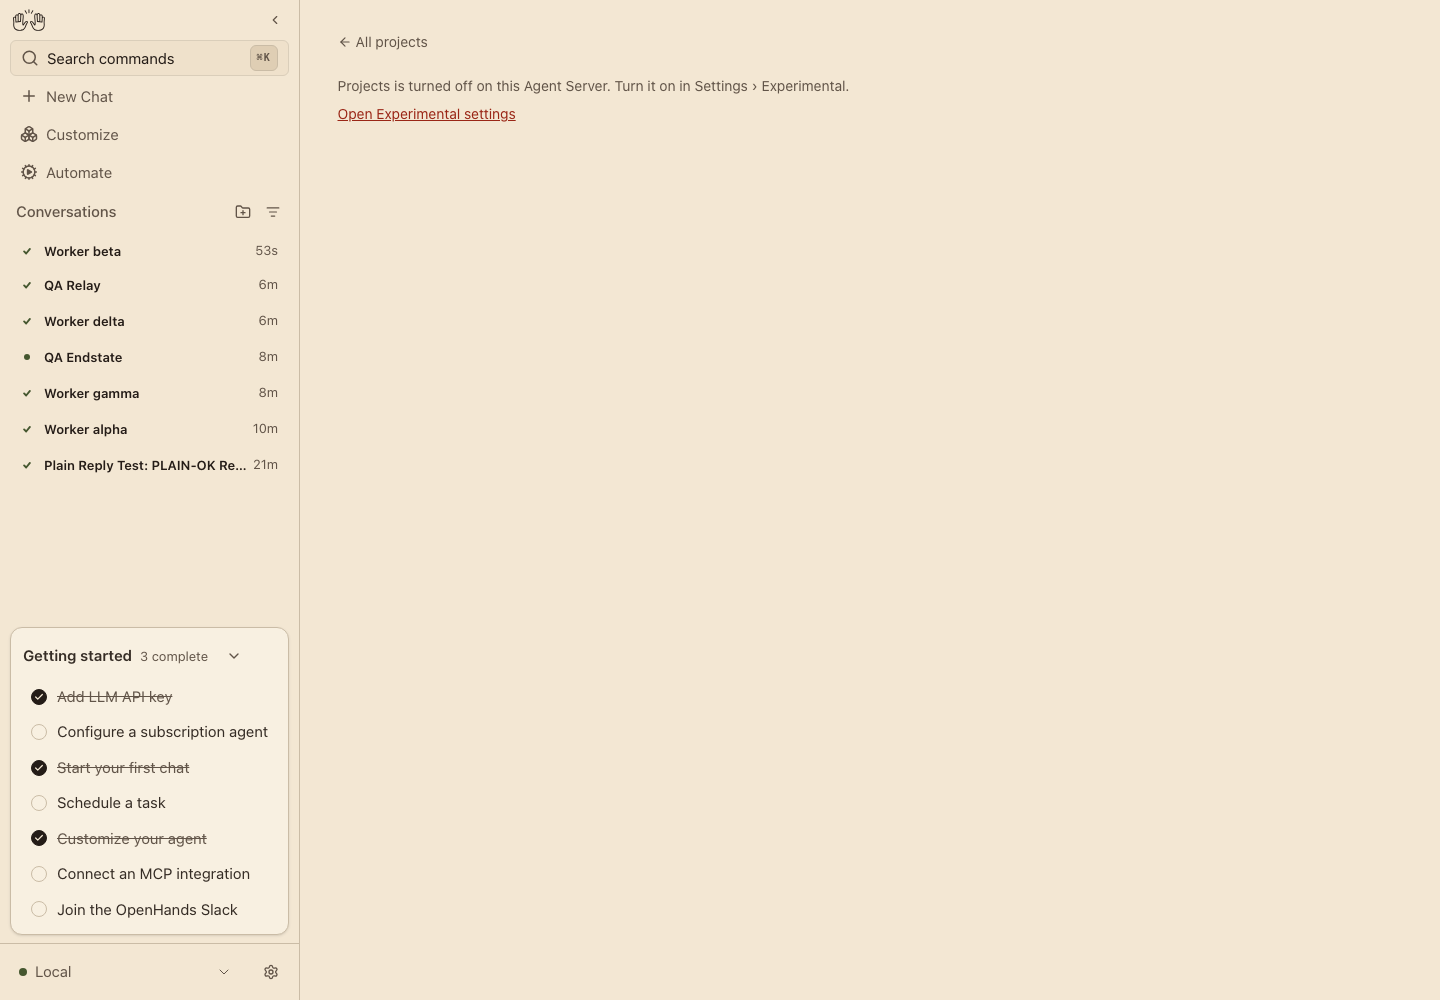 Search commands
⌘K
New Chat
Customize
Automate
Conversations
Worker beta 53s
QA Relay 6m
Worker delta 6m
QA Endstate 8m
Worker gamma 8m
Worker alpha 10m
Plain Reply Test: PLAIN-OK Re... 21m
Getting started 3 complete
Add LLM API key
Configure a subscription agent
Start your first chat
Schedule a task
Customize your agent
Connect an MCP integration
Join the OpenHands Slack
Local
All projects
Projects is turned off on this Agent Server. Turn it on in Settings › Experimental.
Open Experimental settings